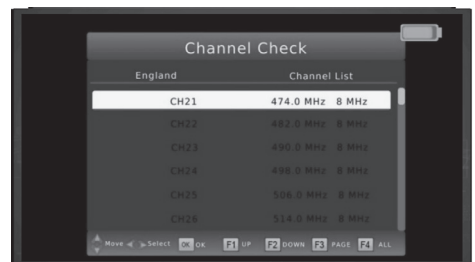 Channel Check
England Channel List
CH21 474.0 MHz 8 MHz
CH22 482.0 MHz 8 MHz
CH23 490.0 MHz 8 MHz
CH24 498.0 MHz 8 MHz
CH25 506.0 MHz 8 MHz
CH26 514.0 MHz 8 MHz
Move Select OK OK F1 UP F2 DOWN F3 PAGE F4 ALL